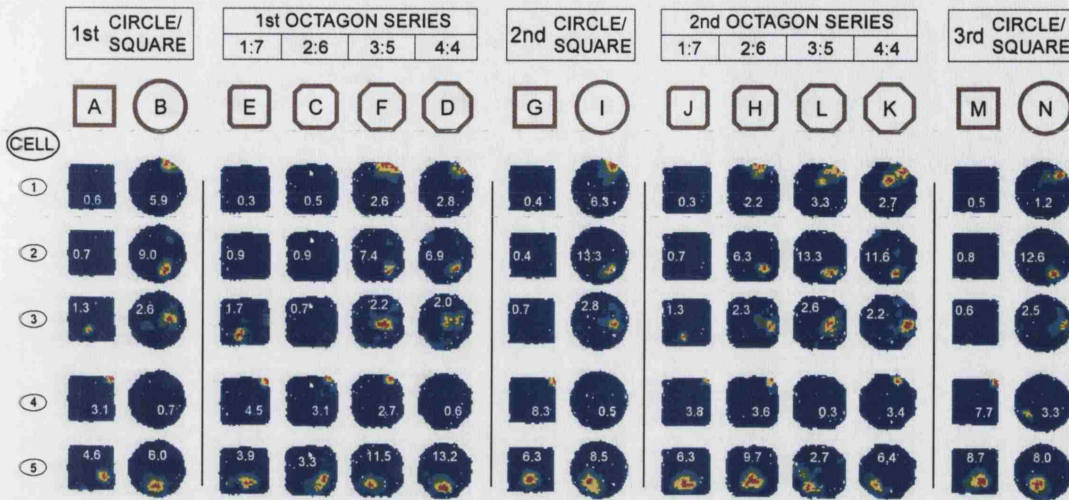 1st CIRCLE/ SQUARE 1st OCTAGON SERIES 2nd CIRCLE/ SQUARE 2nd OCTAGON SERIES 3rd CIRCLE/ SQUARE
1:7 2:6 3:5 4:4 1:7 2:6 3:5 4:4
A B E C F D G I J H L K M N
CELL
1 0.6 5.9 0.3 0.5 2.6 2.8 0.4 6.3 0.3 2.2 3.3 2.7 0.5 1.2
2 0.7 9.0 0.9 0.9 7.4 6.9 0.4 13.3 0.7 6.3 13.3 11.6 0.8 12.6
3 1.3 2.6 1.7 0.7 2.2 2.0 0.7 2.8 1.3 2.3 2.6 2.2 0.6 2.5
4 3.1 0.7 4.5 3.1 2.7 0.6 8.3 0.5 3.8 3.6 0.3 3.4 7.7 3.3
5 4.6 6.0 3.9 3.3 11.5 13.2 6.3 8.5 6.3 9.7 2.7 6.4 8.7 8.0